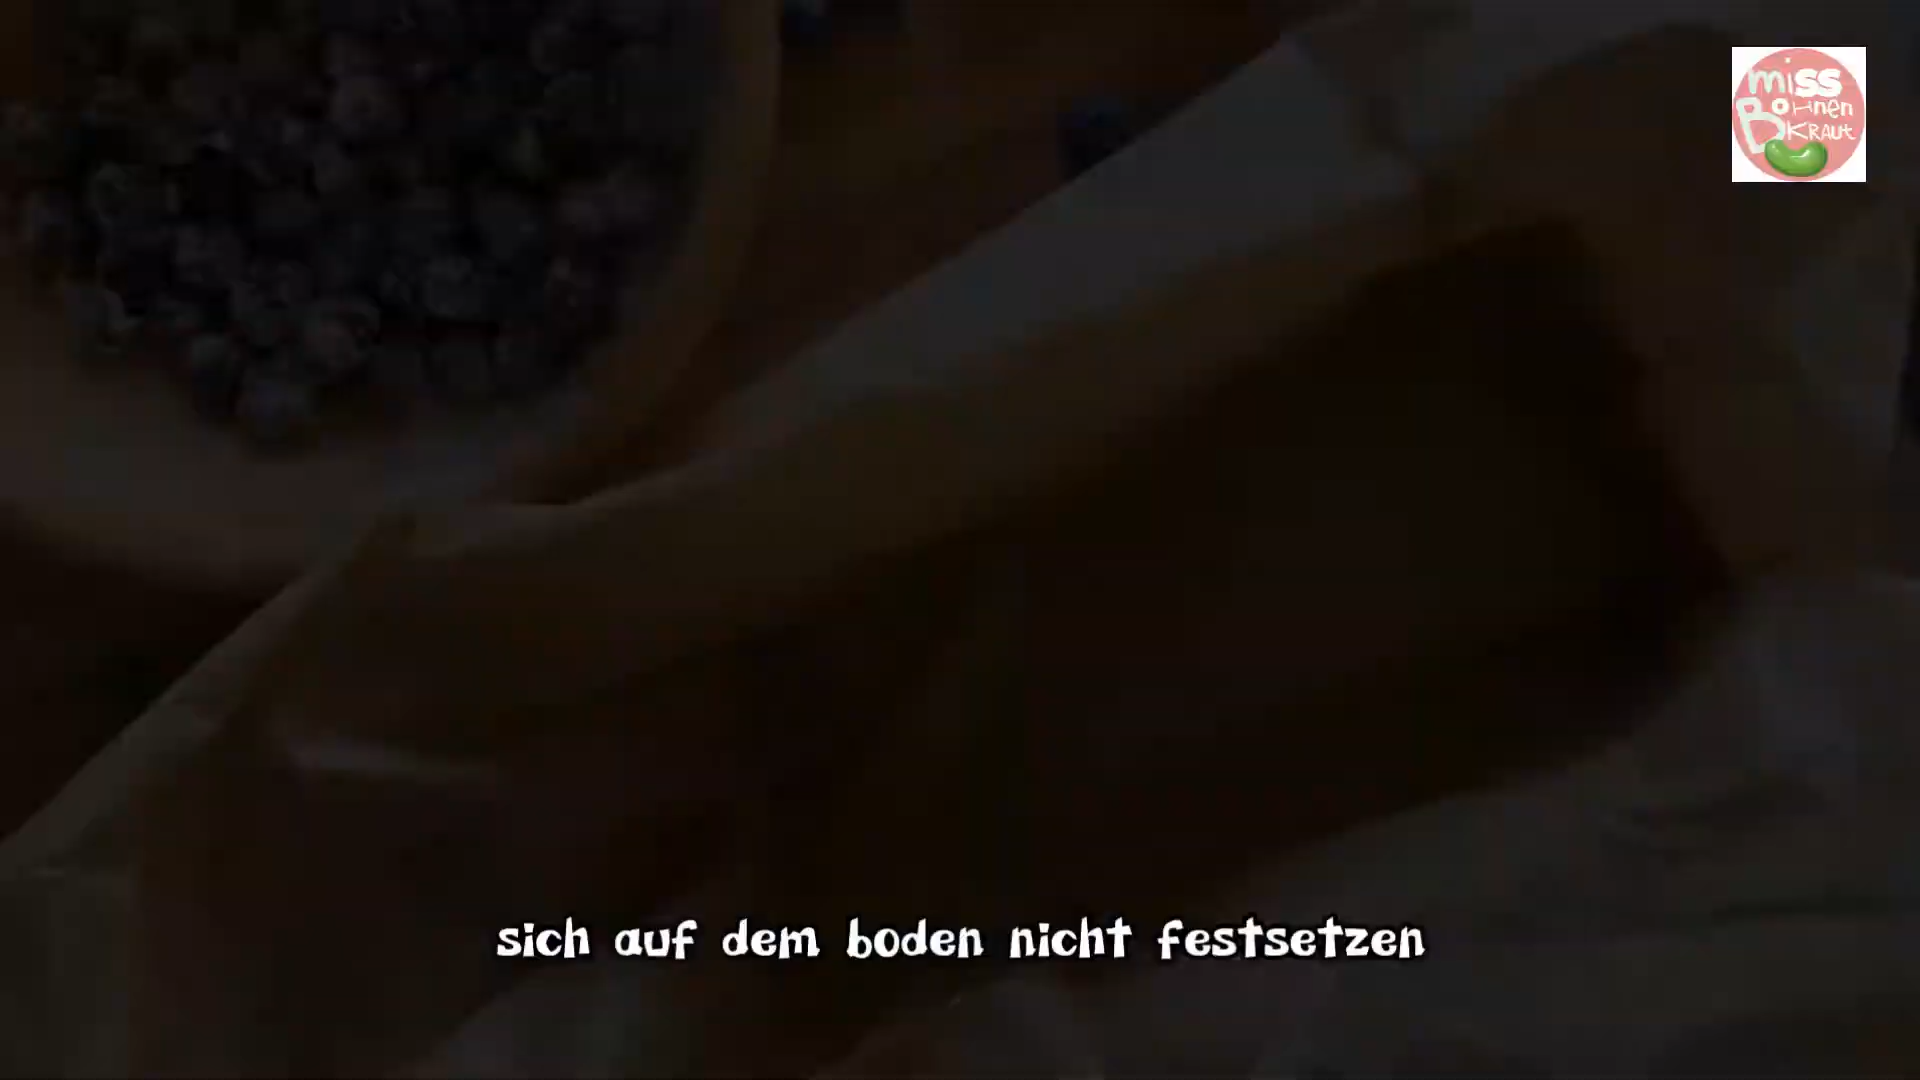 miss
Bohnen
Kraut
sich auf dem boden nicht festsetzen